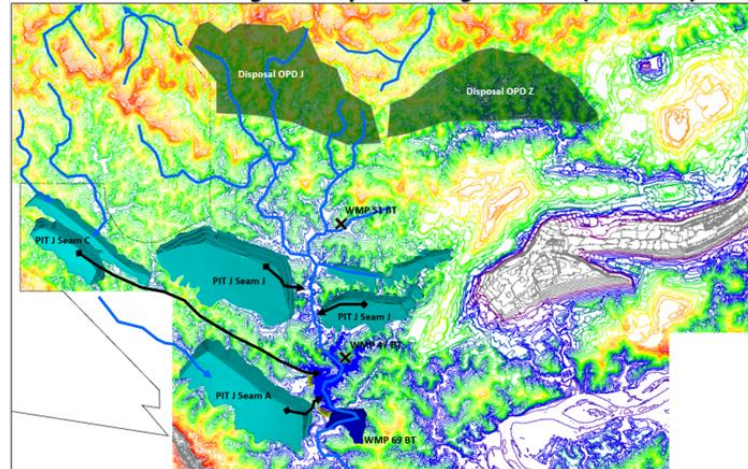 Disposal OPD J
Disposal OPD Z
WMP 51 BT
PIT J Seam C
PIT J Seam J
PIT J Seam J
WMP 47 BT
PIT J Seam A
WMP 69 BT